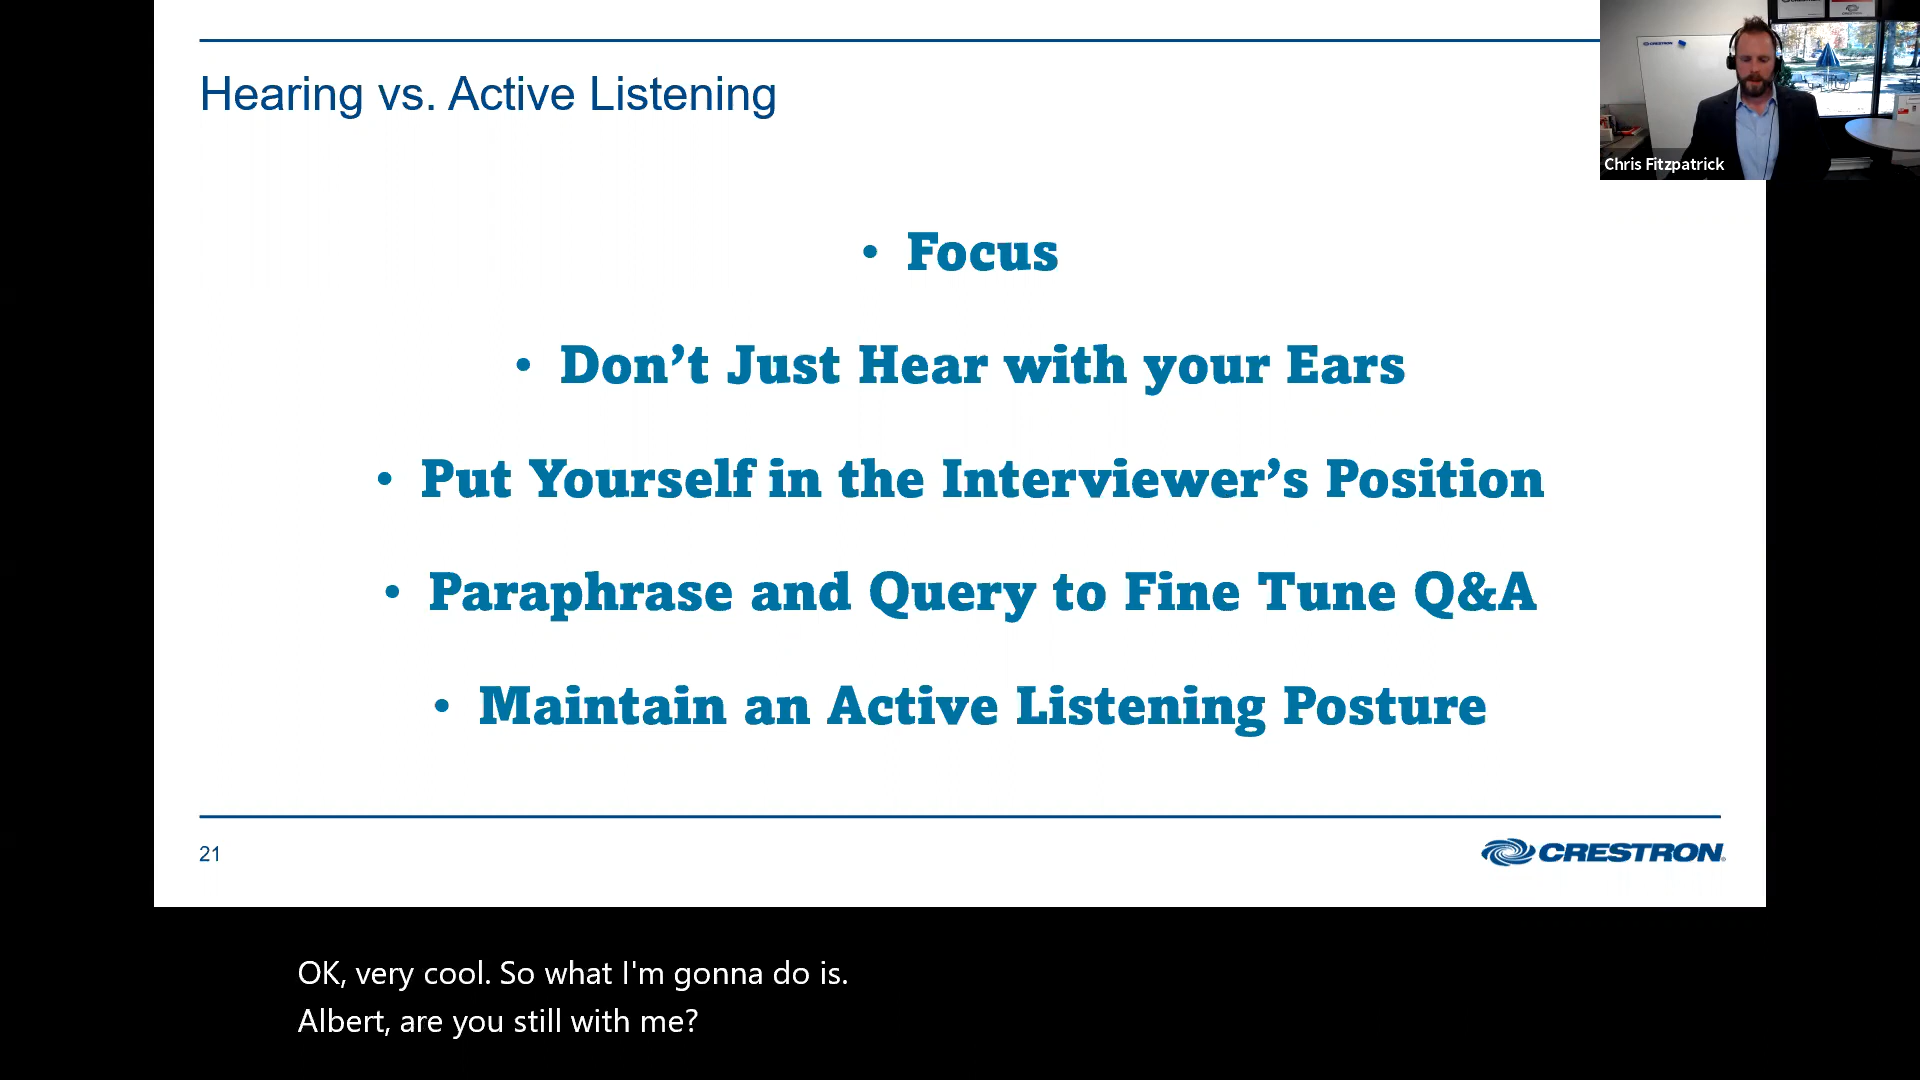 Hearing vs. Active Listening
CRESTRON
Chris Fitzpatrick
• Focus
• Don’t Just Hear with your Ears
• Put Yourself in the Interviewer’s Position
• Paraphrase and Query to Fine Tune Q&A
• Maintain an Active Listening Posture
21
CRESTRON
OK, very cool. So what I'm gonna do is.
Albert, are you still with me?